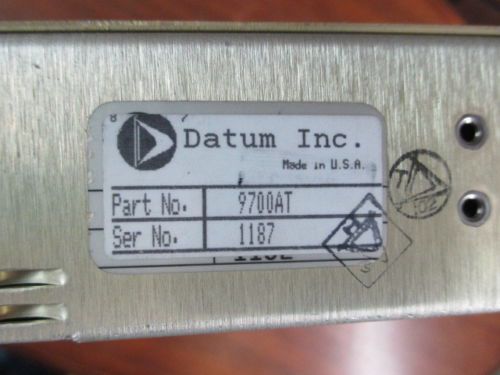 Datum Inc.
Made in U.S.A.
Part No. 9700AT
Ser No. 1187